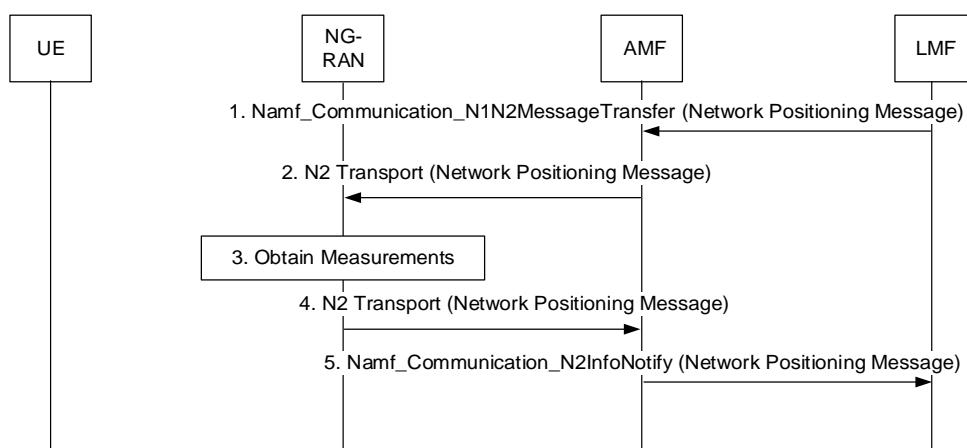 UE
NG-
RAN
AMF
LMF
1. Namf_Communication_N1N2MessageTransfer (Network Positioning Message)
2. N2 Transport (Network Positioning Message)
3. Obtain Measurements
4. N2 Transport (Network Positioning Message)
5. Namf_Communication_N2InfoNotify (Network Positioning Message)